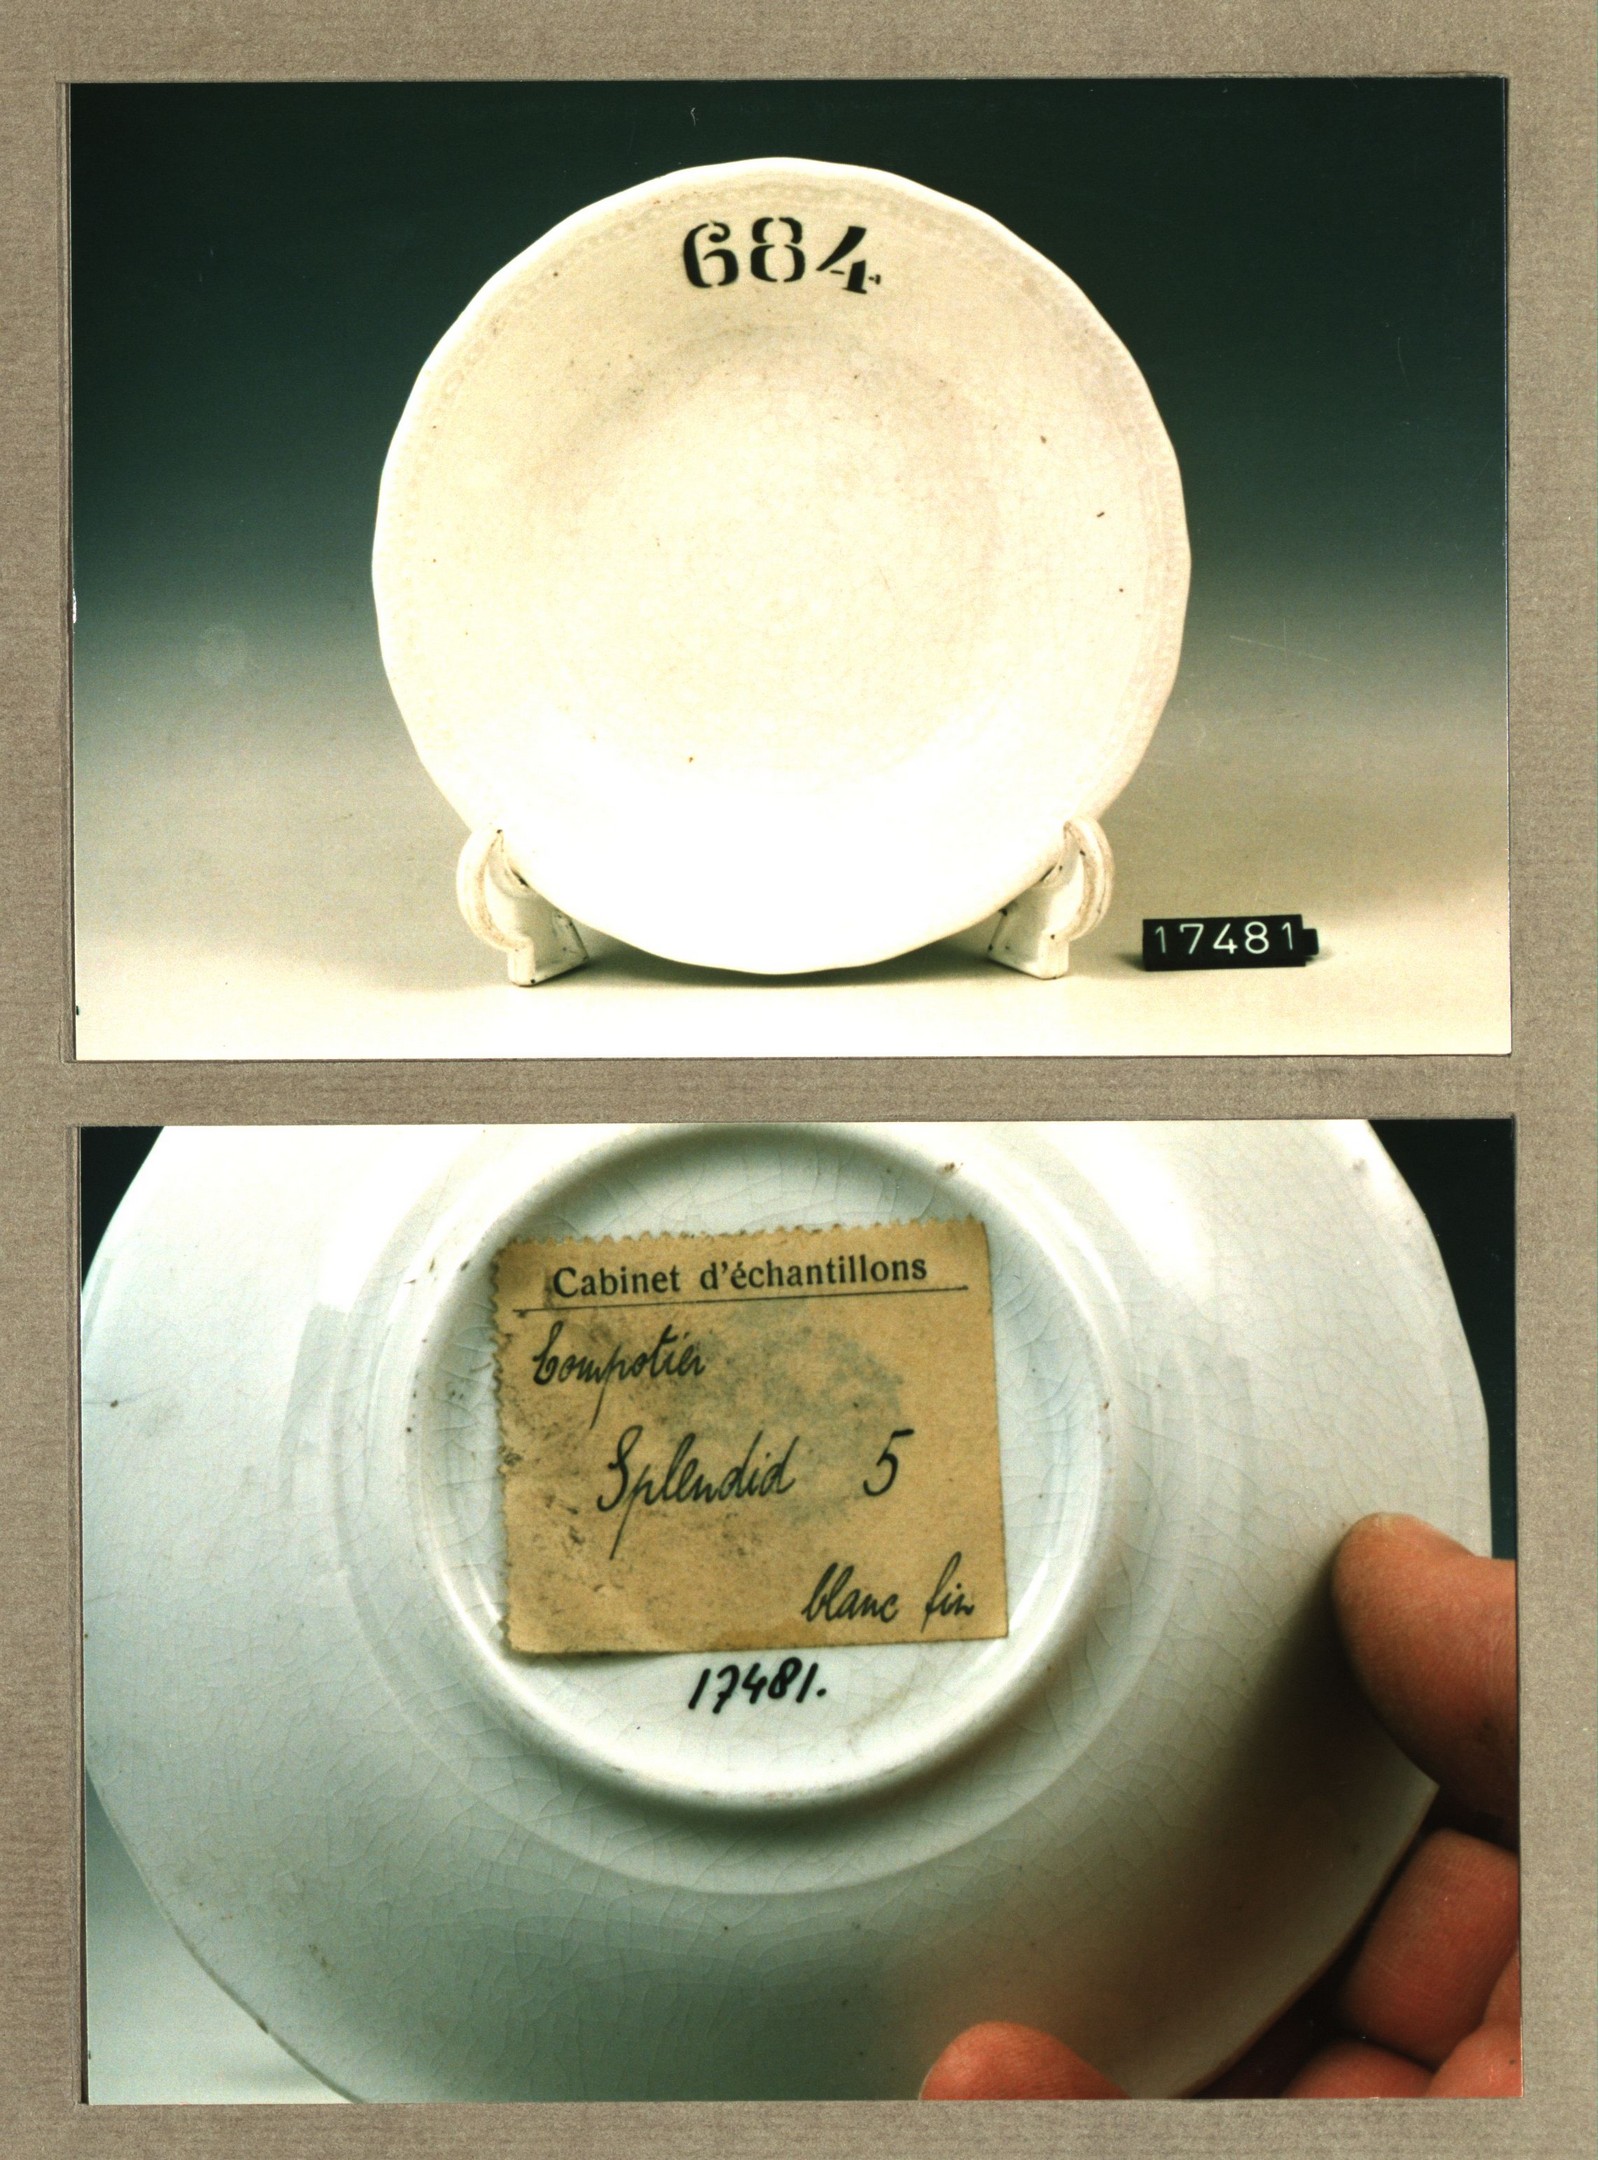 684
17481
Cabinet d'échantillons
Compotier
Splendid 5
blanc fin
17481.